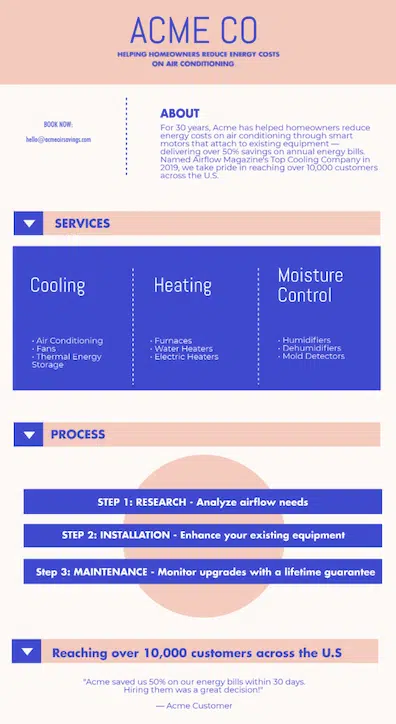 ACME CO
HELPING HOMEOWNERS REDUCE ENERGY COSTS
ON AIR CONDITIONING
BOOK NOW:
hello@acmeairsavings.com
ABOUT
For 30 years, Acme has helped homeowners reduce
energy costs on air conditioning through smart
motors that attach to existing equipment —
delivering over 50% savings on annual energy bills.
Named Airflow Magazine's Top Cooling Company in
2019, we take pride in reaching over 10,000 customers
across the U.S.
SERVICES
Cooling
· Air Conditioning
· Fans
· Thermal Energy
Storage
Heating
· Furnaces
· Water Heaters
· Electric Heaters
Moisture
Control
· Humidifiers
· Dehumidifiers
· Mold Detectors
PROCESS
STEP 1: RESEARCH - Analyze airflow needs
STEP 2: INSTALLATION - Enhance your existing equipment
Step 3: MAINTENANCE - Monitor upgrades with a lifetime guarantee
Reaching over 10,000 customers across the U.S
"Acme saved us 50% on our energy bills within 30 days.
Hiring them was a great decision!"
— Acme Customer